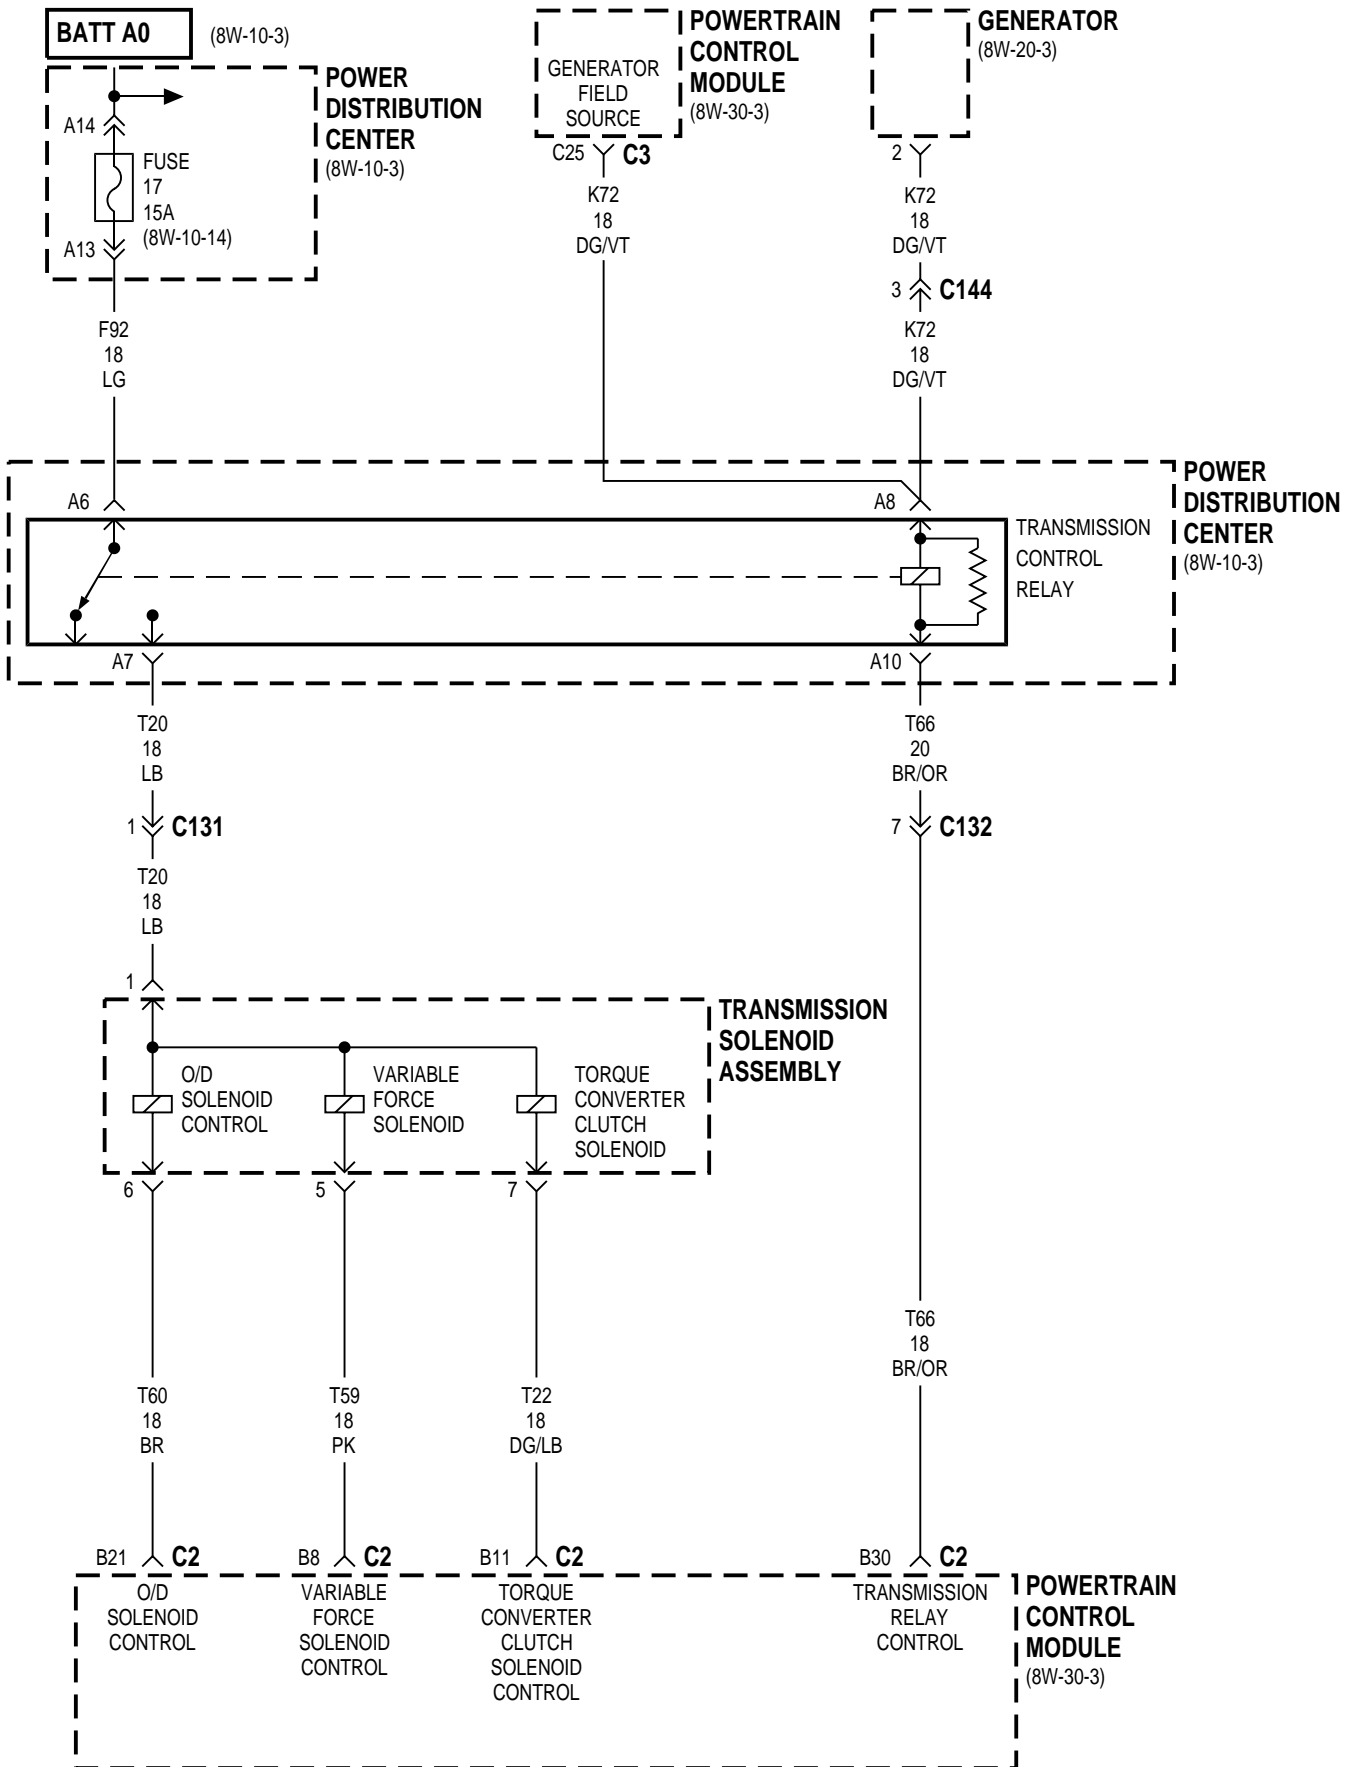 BATT A0
(8W-10-3)
POWER
DISTRIBUTION
CENTER
(8W-10-3)
A14
FUSE
17
15A
(8W-10-14)
A13
F92
18
LG
GENERATOR
FIELD
SOURCE
POWERTRAIN
CONTROL
MODULE
(8W-30-3)
C25
C3
K72
18
DG/VT
GENERATOR
(8W-20-3)
2
K72
18
DG/VT
3
C144
K72
18
DG/VT
A6
A8
TRANSMISSION
CONTROL
RELAY
POWER
DISTRIBUTION
CENTER
(8W-10-3)
A7
A10
T20
18
LB
1
C131
T20
18
LB
1
T66
20
BR/OR
7
C132
TRANSMISSION
SOLENOID
ASSEMBLY
O/D
SOLENOID
CONTROL
VARIABLE
FORCE
SOLENOID
TORQUE
CONVERTER
CLUTCH
SOLENOID
6
5
7
T66
18
BR/OR
T60
18
BR
T59
18
PK
T22
18
DG/LB
B21
C2
B8
C2
B11
C2
B30
C2
O/D
SOLENOID
CONTROL
VARIABLE
FORCE
SOLENOID
CONTROL
TORQUE
CONVERTER
CLUTCH
SOLENOID
CONTROL
TRANSMISSION
RELAY
CONTROL
POWERTRAIN
CONTROL
MODULE
(8W-30-3)